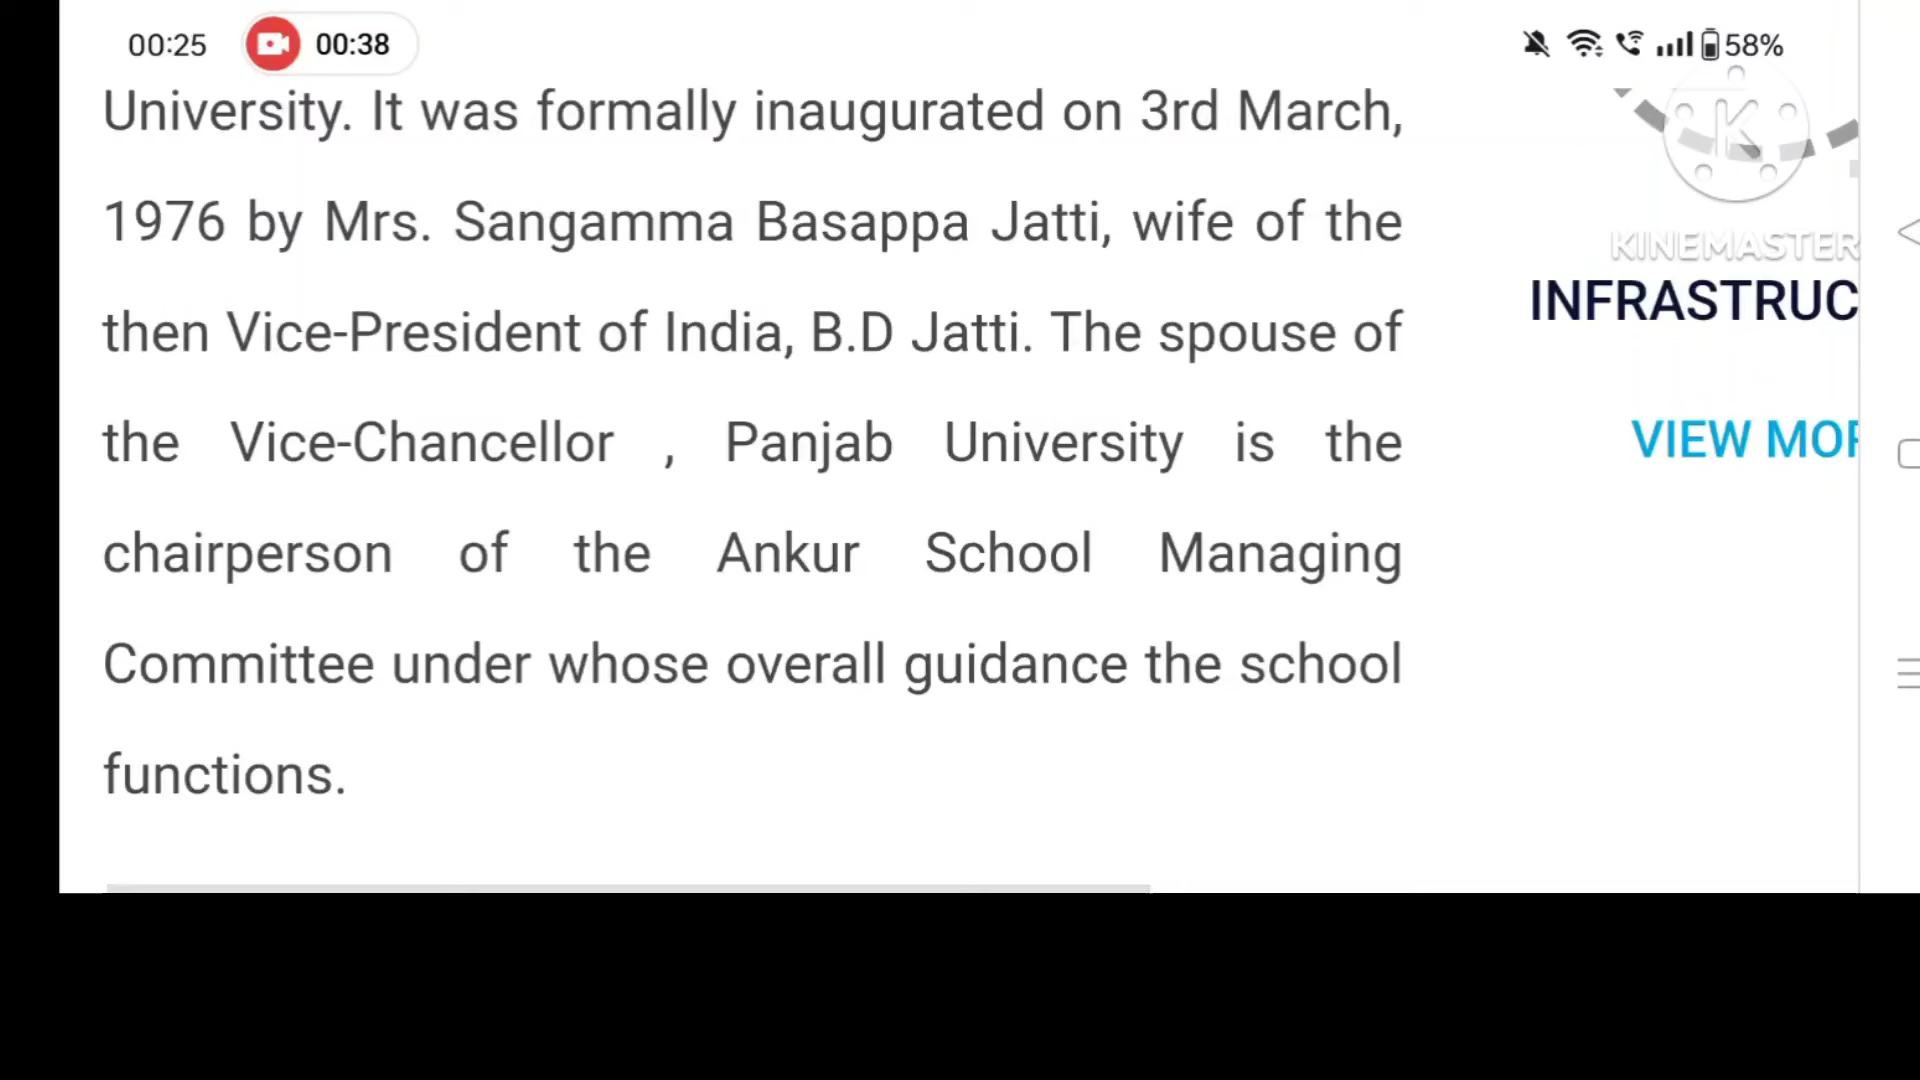 00:25 00:38 58%
University. It was formally inaugurated on 3rd March,
1976 by Mrs. Sangamma Basappa Jatti, wife of the
then Vice-President of India, B.D Jatti. The spouse of
the Vice-Chancellor , Panjab University is the
chairperson of the Ankur School Managing
Committee under whose overall guidance the school
functions.
K
KINEMASTER
INFRASTRUC
VIEW MOR